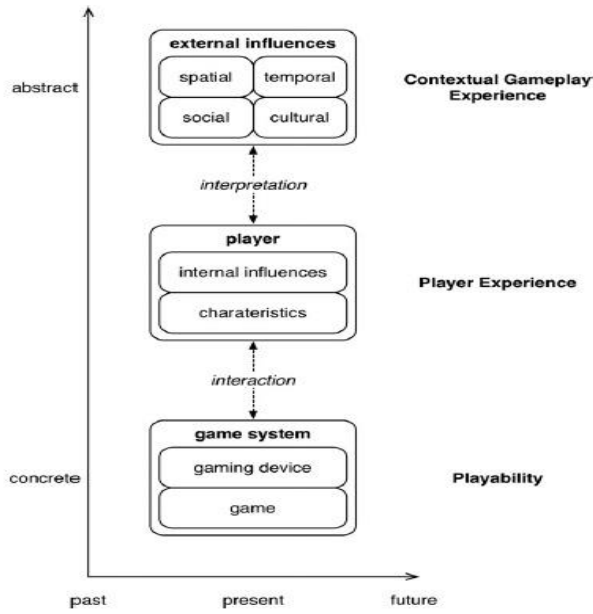 external influences
spatial temporal
abstract
Contextual Gameplay
Experience
social cultural
interpretation
player
internal influences
Player Experience
charateristics
interaction
game system
gaming device
concrete
Playability
game
past present future